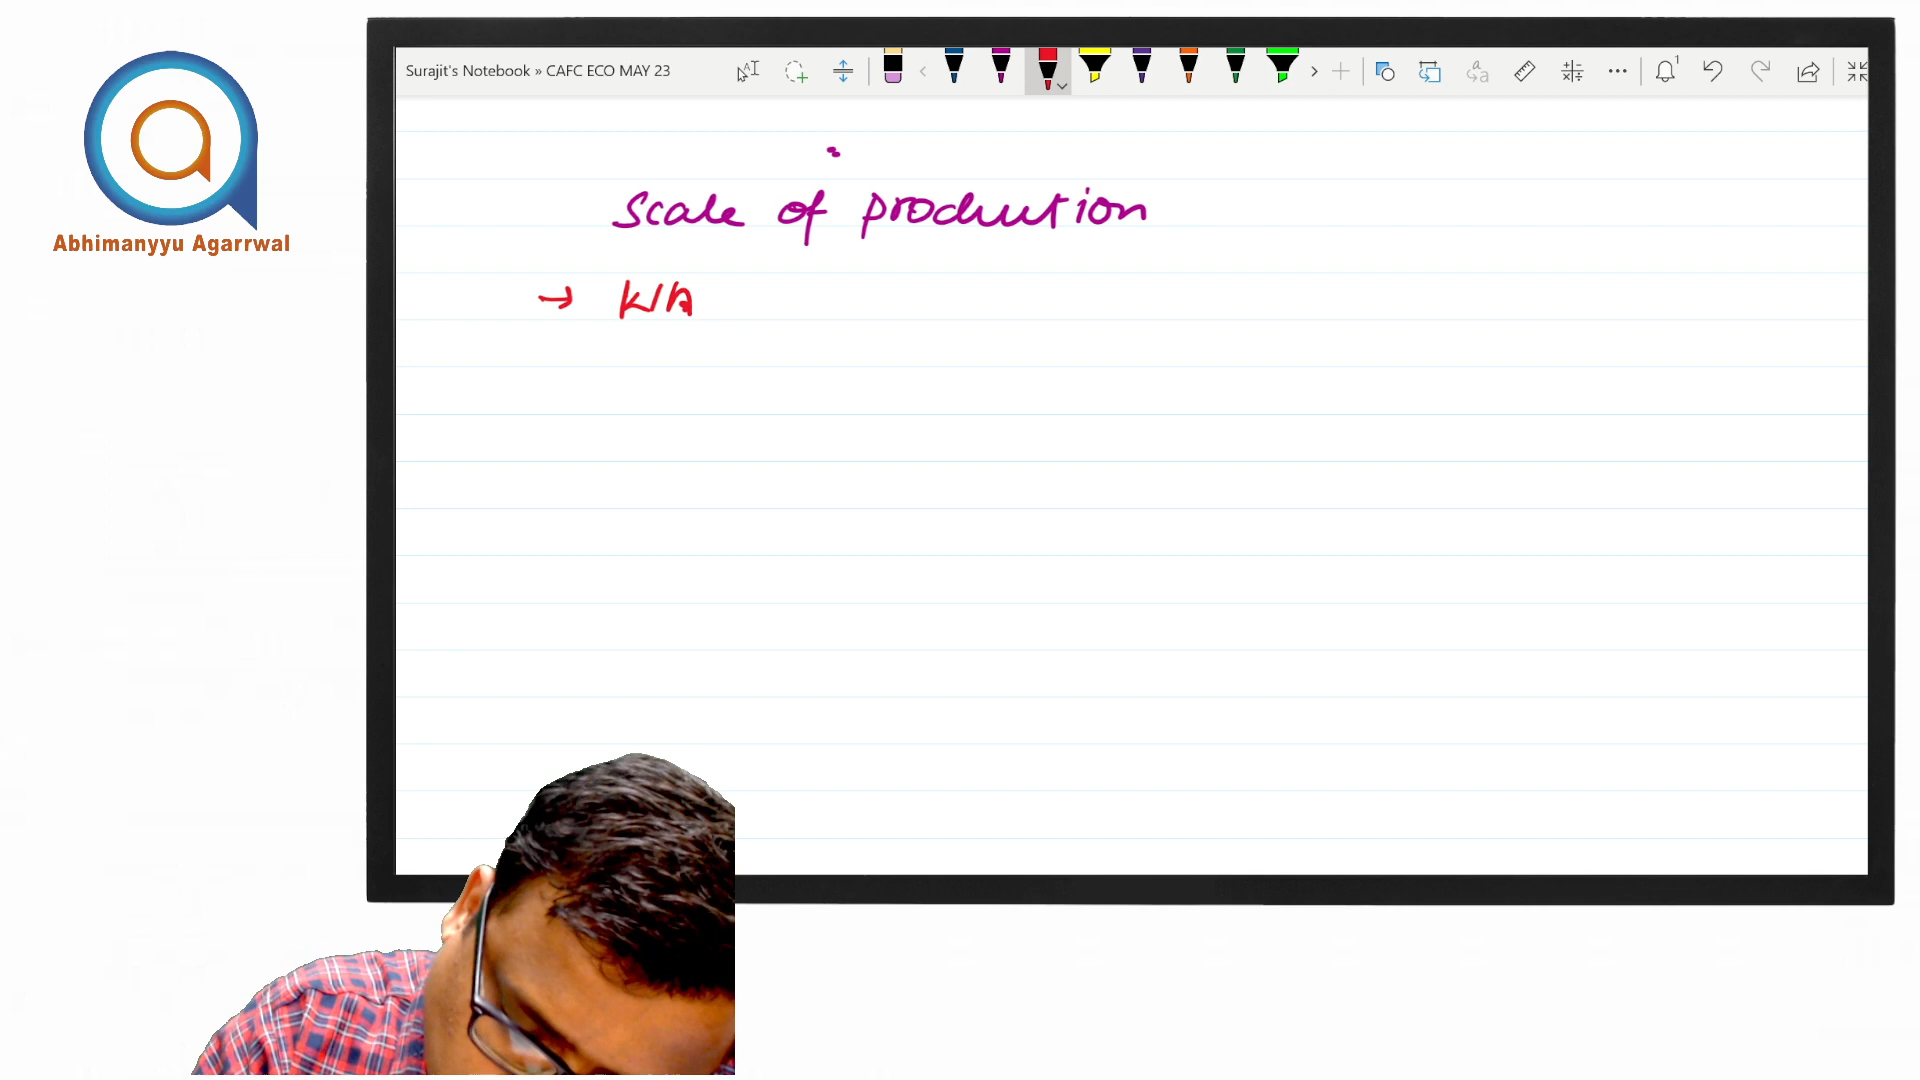 Surajit's Notebook » CAFC ECO MAY 23
Abhimanyyu Agarrwal
Scale of production
→ K/A